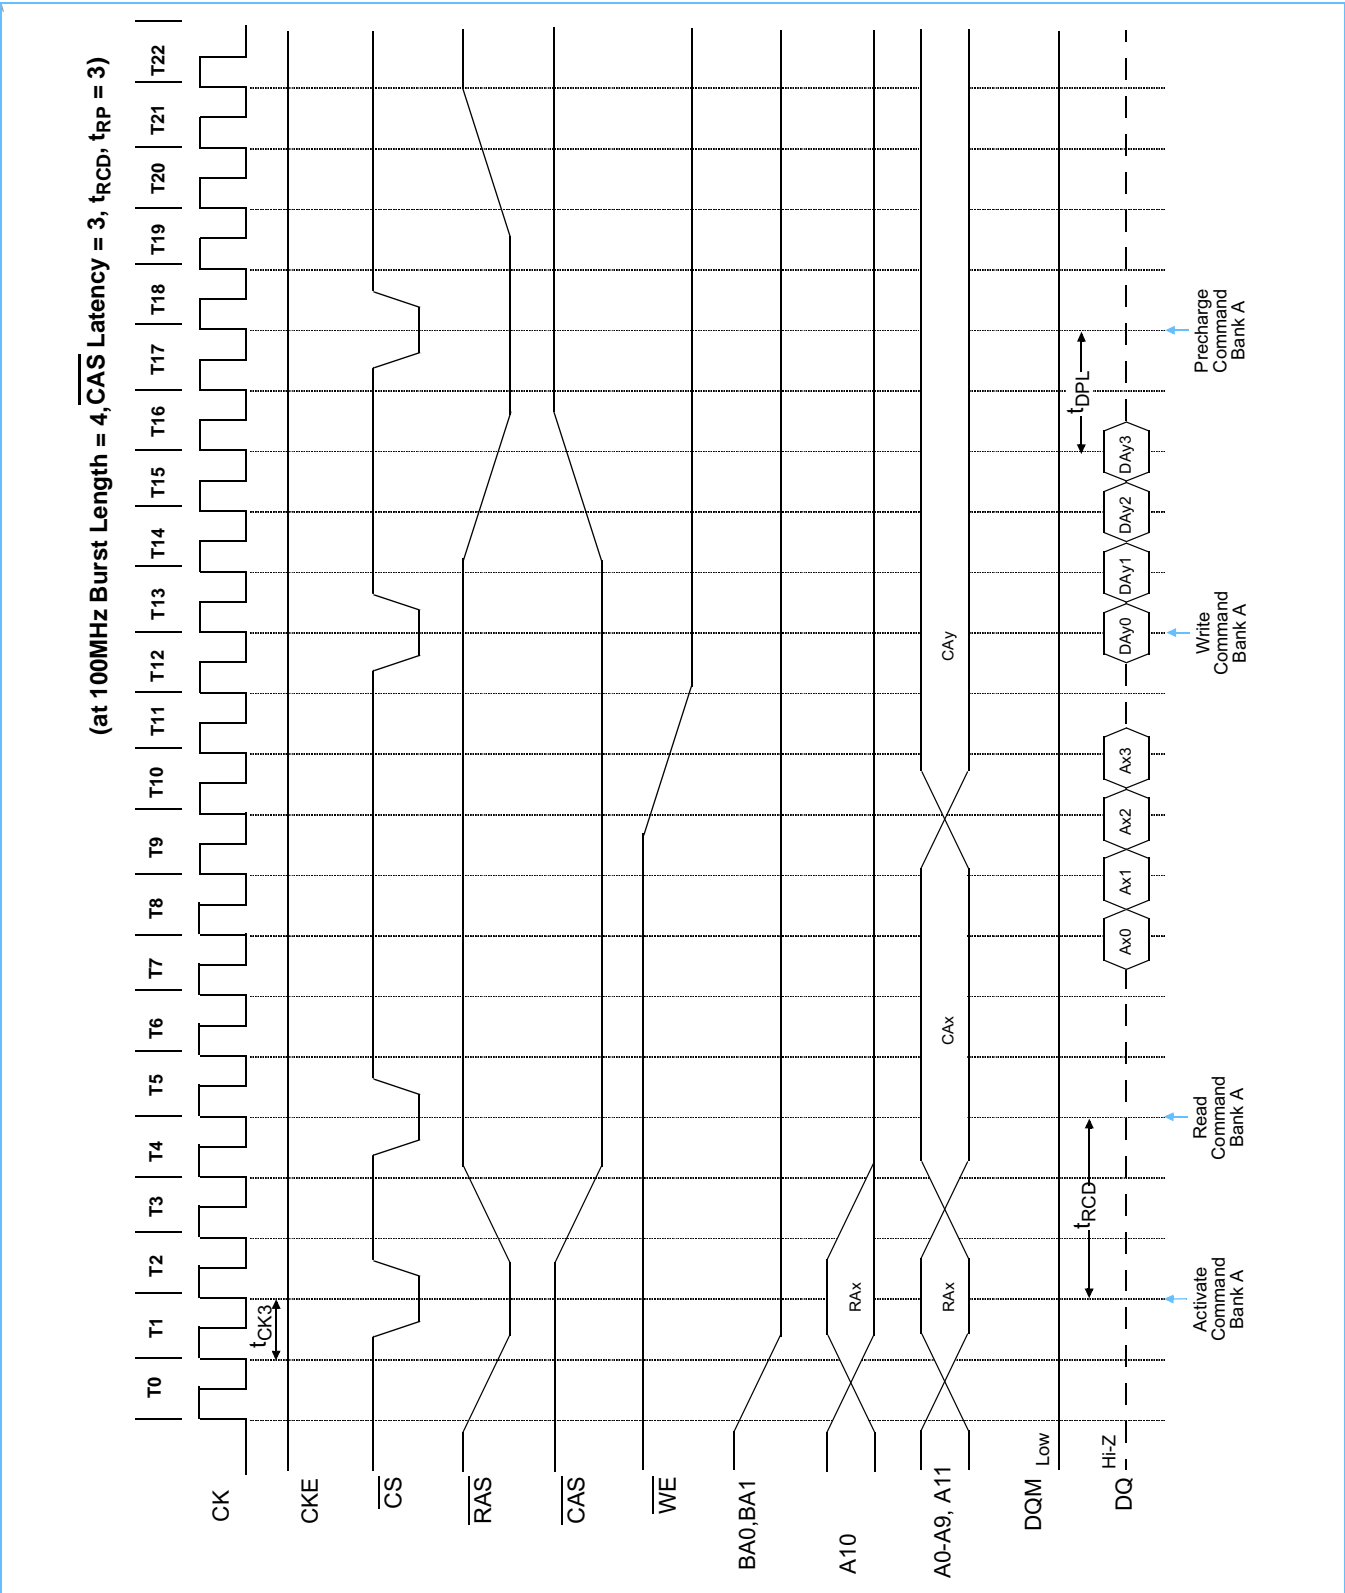 (at 100MHz Burst Length = 4, CAS Latency = 3, tRCD, tRP = 3)
T0 T1 T2 T3 T4 T5 T6 T7 T8 T9 T10 T11 T12 T13 T14 T15 T16 T17 T18 T19 T20 T21 T22
CK
tCK3
CKE
CS
RAS
CAS
WE
BA0,BA1
A10
RAx
A0-A9, A11
RAx
CAx
CAy
DQM
Low
tRCD
tDPL
DQ
Hi-Z
Ax0 Ax1 Ax2 Ax3 DAy0 DAy1 DAy2 DAy3
Activate
Command
Bank A
Read
Command
Bank A
Write
Command
Bank A
Precharge
Command
Bank A